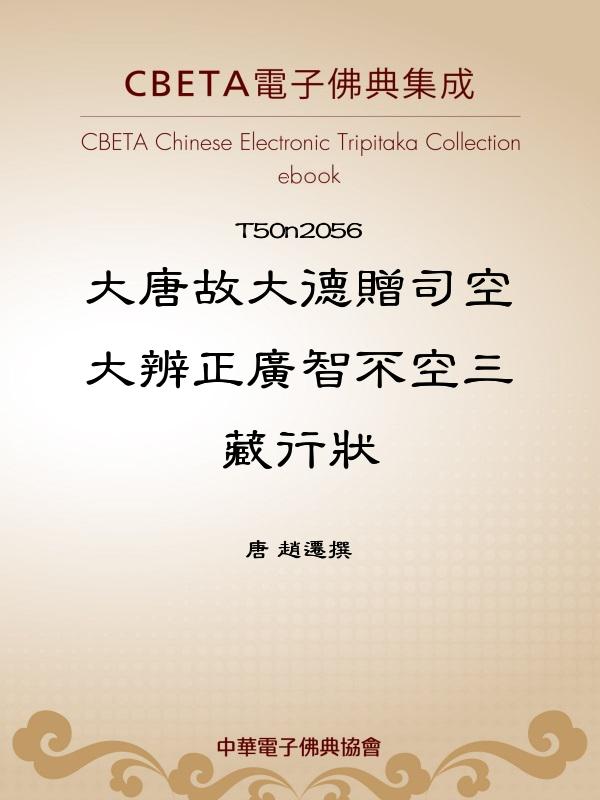 CBETA電子佛典集成
CBETA Chinese Electronic Tripitaka Collection
ebook
T50n2056
大唐故大德贈司空
大辨正廣智不空三
藏行狀
唐 趙遷撰
中華電子佛典協會